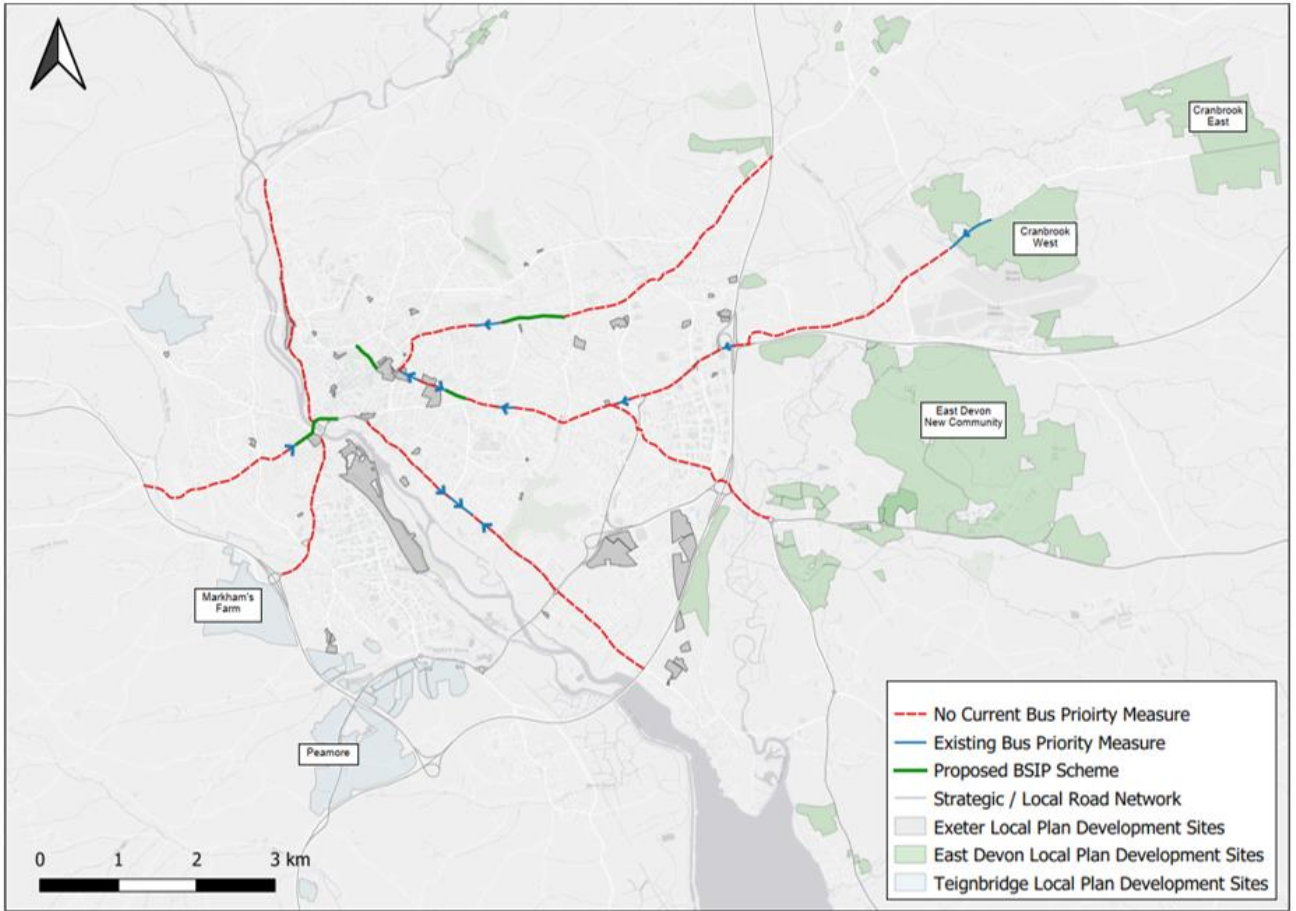 Cranbrook
East
Cranbrook
West
East Devon
New Community
Markham's
Farm
Peamore
No Current Bus Prioirty Measure
Existing Bus Priority Measure
Proposed BSIP Scheme
Strategic / Local Road Network
Exeter Local Plan Development Sites
East Devon Local Plan Development Sites
Teignbridge Local Plan Development Sites
0 1 2 3 km